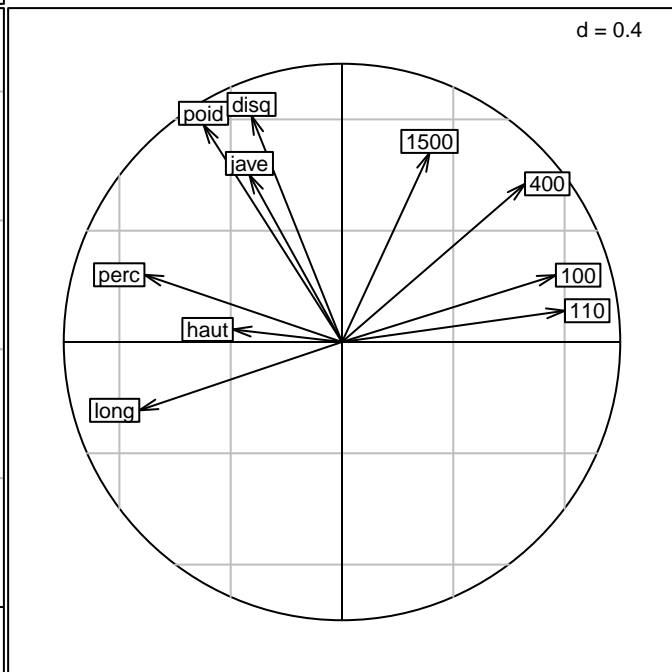 d = 0.4
disq
poid
1500
jave
400
perc
100
110
haut
long